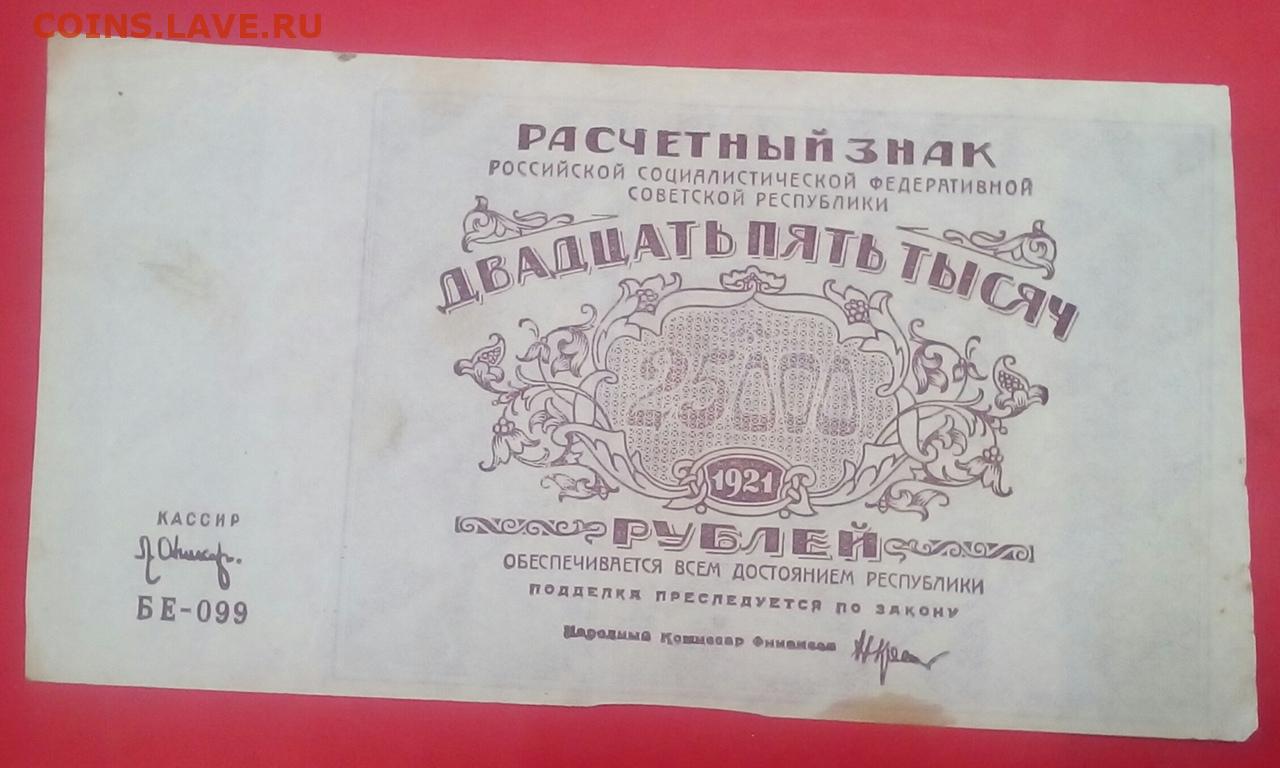 COINS.LAVE.RU
РАСЧЕТНЫЙ ЗНАК
РОССИЙСКОЙ СОЦИАЛИСТИЧЕСКОЙ ФЕДЕРАТИВНОЙ
СОВЕТСКОЙ РЕСПУБЛИКИ
ДВАДЦАТЬ ПЯТЬ ТЫСЯЧ
25000
1921
РУБЛЕЙ
ОБЕСПЕЧИВАЕТСЯ ВСЕМ ДОСТОЯНИЕМ РЕСПУБЛИКИ
ПОДДЕЛКА ПРЕСЛЕДУЕТСЯ ПО ЗАКОНУ
Народный Комиссар Финансов
КАССИР
БЕ-099